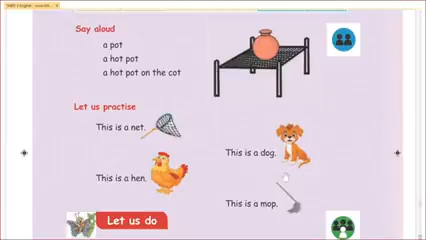 Say aloud
a pot
a hot pot
a hot pot on the cot
Let us practise
This is a net.
This is a dog.
This is a hen.
This is a mop.
Let us do